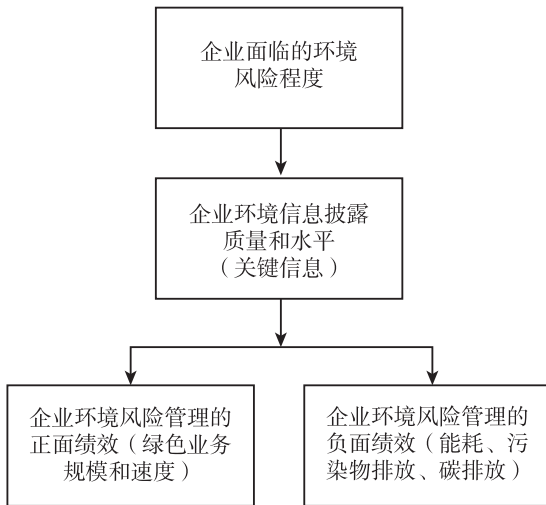 企业面临的环境
风险程度
企业环境信息披露
质量和水平
（关键信息）
企业环境风险管理的
正面绩效（绿色业务
规模和速度）
企业环境风险管理的
负面绩效（能耗、污
染物排放、碳排放）